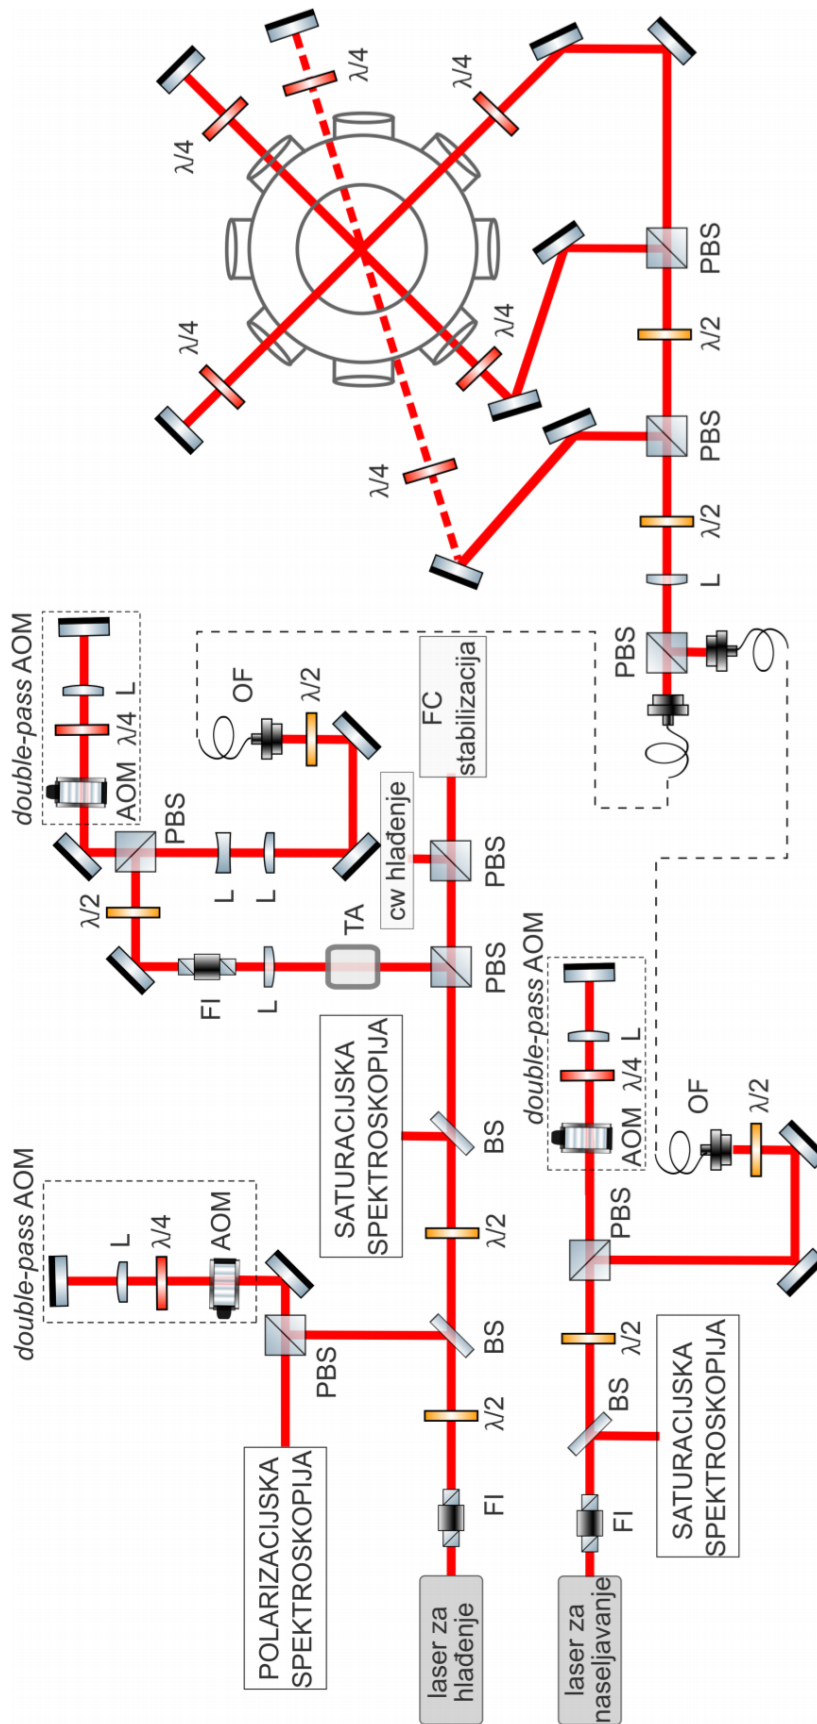 double-pass AOM
L
λ/4
AOM
PBS
POLARIZACIJSKA
SPEKTROSKOPIJA
laser za
hlađenje
FI
λ/2
BS
λ/2
BS
SATURACIJSKA
SPEKTROSKOPIJA
PBS
TA
L
FI
λ/2
PBS
L
L
double-pass AOM
AOM
λ/4
L
OF
λ/2
cw hlađenje
PBS
FC
stabilizacija
laser za
naseljavanje
FI
BS
SATURACIJSKA
SPEKTROSKOPIJA
λ/2
PBS
double-pass AOM
AOM
λ/4
L
OF
λ/2
PBS
L
λ/2
PBS
λ/2
PBS
λ/4
λ/4
λ/4
λ/4
λ/4
λ/4